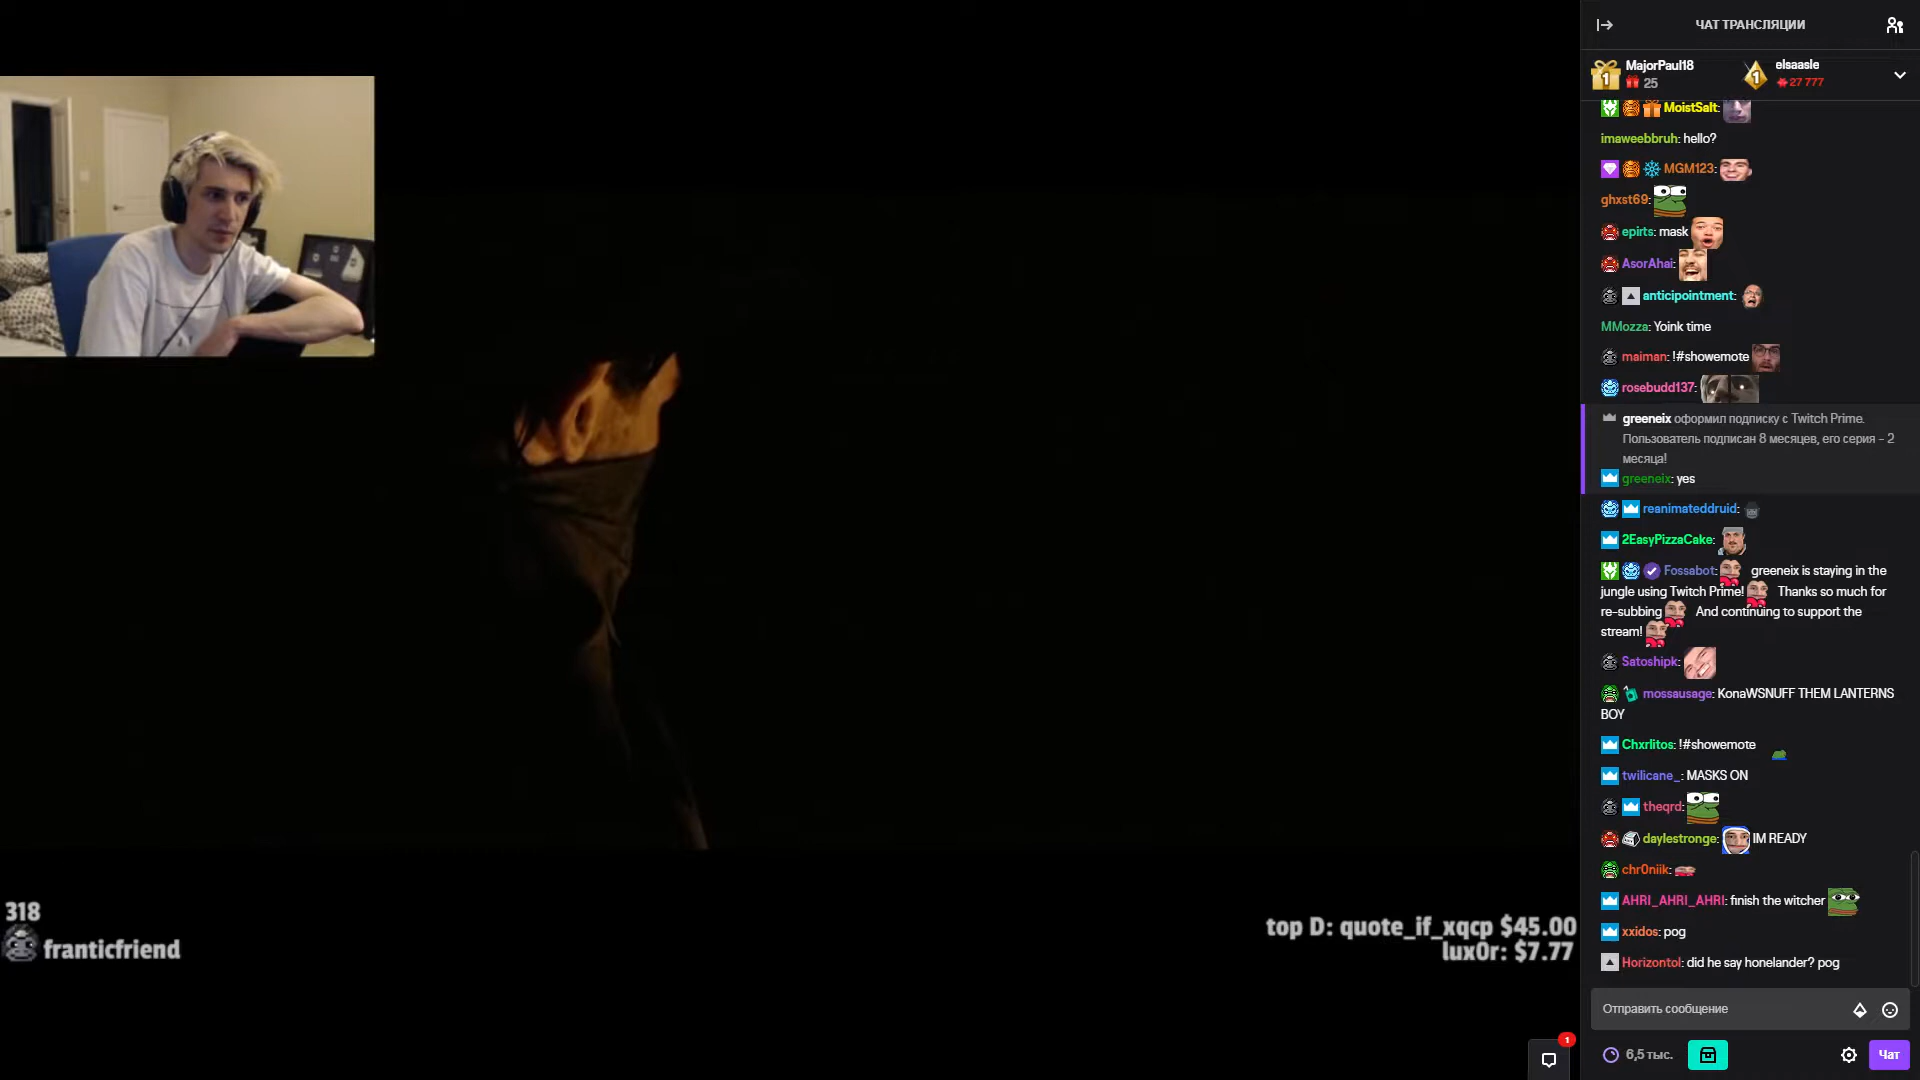 ЧАТ ТРАНСЛЯЦИИ
1 MajorPaul18
25
1 elsaasle
27 777
MoistSalt:
imaweebbruh: hello?
MGM123:
ghxst69:
epirts: mask
AsorAhai:
anticipointment:
MMozza: Yoink time
maiman: !#showemote
rosebudd137:
greeneix оформил подписку с Twitch Prime.
Пользователь подписан 8 месяцев, его серия – 2
месяца!
greeneix: yes
reanimateddruid:
2EasyPizzaCake:
Fossabot: greeneix is staying in the
jungle using Twitch Prime! Thanks so much for
re-subbing And continuing to support the
stream!
Satoshipk:
mossausage: KonaWSNUFF THEM LANTERNS
BOY
Chxrlitos: !#showemote
twilicane_: MASKS ON
theqrd:
daylestronge: IM READY
chr0niik:
AHRI_AHRI_AHRI: finish the witcher
xxidos: pog
Horizontol: did he say honelander? pog
Отправить сообщение
6,5 тыс.
Чат
1
318
franticfriend
top D: quote_if_xqcp $45.00
lux0r: $7.77